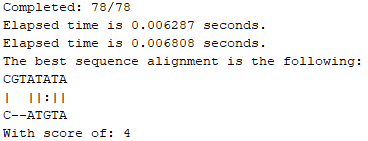 Completed: 78/78
Elapsed time is 0.006287 seconds.
Elapsed time is 0.006808 seconds.
The best sequence alignment is the following:
CGTATATA
|  ||:||
C--ATGTA
With score of: 4